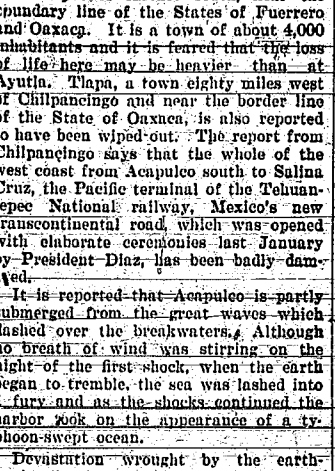 oundary line of the States of Fuerrero
and Oaxaca. It is a town of about 4,000
inhabitants and it is feared that the loss
of life here may be heavier than at
Ayutla. Tlapa, a town eighty miles west
of Chilpancingo and near the border line
of the State of Oaxaca, is also reported
to have been wiped out. The report from
Chilpancingo says that the whole of the
west coast from Acapulco south to Salina
Cruz, the Pacific terminal of the Tehuan-
tepec National railway, Mexico's new
transcontinental road, which was opened
with elaborate ceremonies last January
by President Diaz, has been badly dam-
ged.
It is reported that Acapulco is partly
submerged from the great waves which
dashed over the breakwaters. Although
no breath of wind was stirring on the
night of the first shock, when the earth
began to tremble, the sea was lashed into
a fury and as the shocks continued the
harbor took on the appearance of a ty-
phoon-swept ocean.
Devastation wrought by the earth-